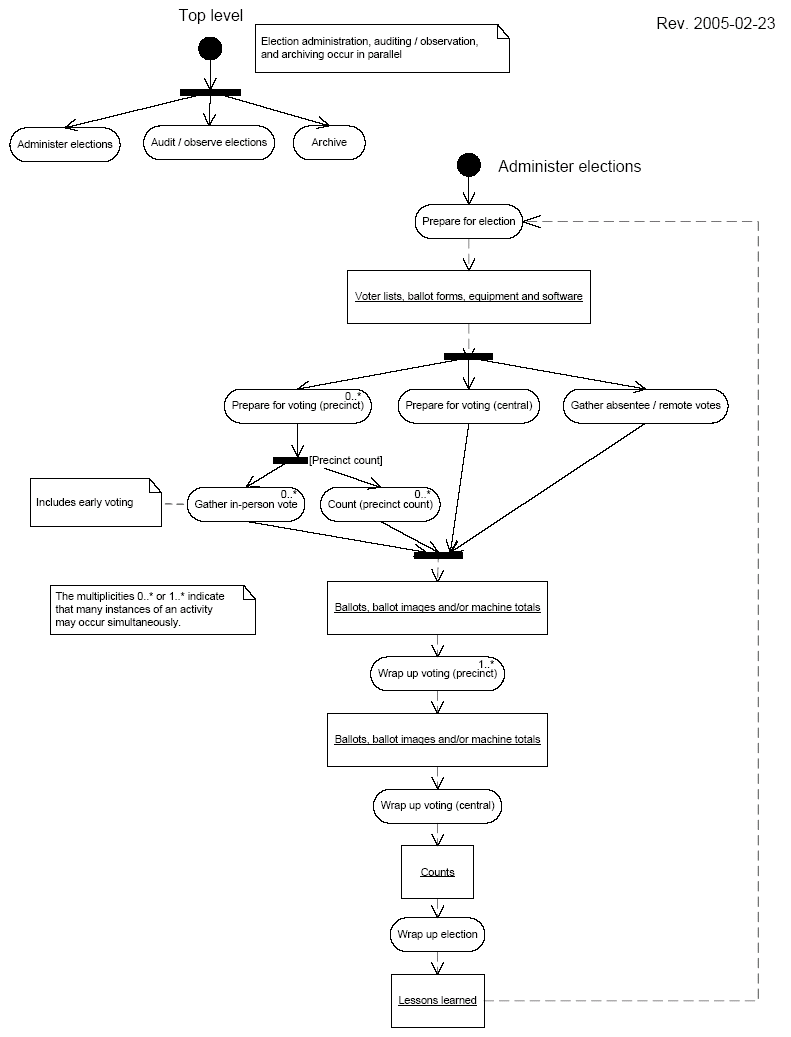 Top level
Rev. 2005-02-23
Election administration, auditing / observation,
and archiving occur in parallel
Administer elections
Audit / observe elections
Archive
Administer elections
Prepare for election
Voter lists, ballot forms, equipment and software
0..*
Prepare for voting (precinct)
Prepare for voting (central)
Gather absentee / remote votes
[Precinct count]
Includes early voting
0..*
Gather in-person vote
0..*
Count (precinct count)
The multiplicities 0..* or 1..* indicate
that many instances of an activity
may occur simultaneously.
Ballots, ballot images and/or machine totals
1..*
Wrap up voting (precinct)
Ballots, ballot images and/or machine totals
Wrap up voting (central)
Counts
Wrap up election
Lessons learned